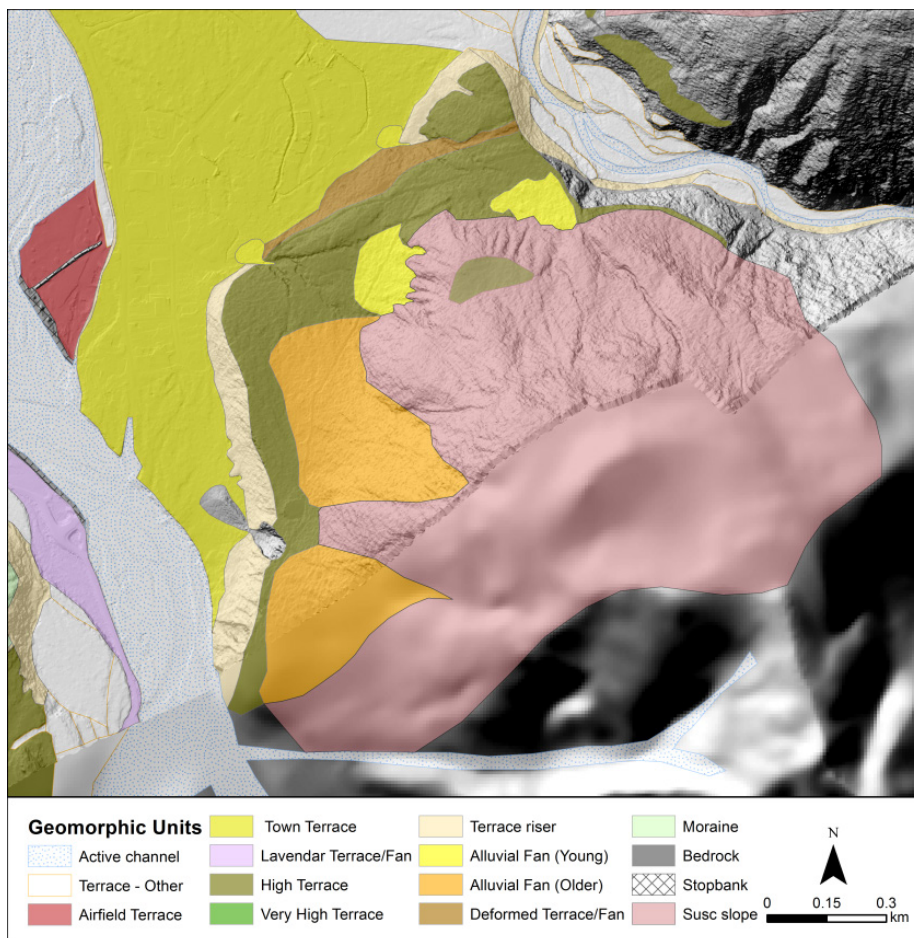 Geomorphic Units
Active channel
Terrace - Other
Airfield Terrace
Town Terrace
Lavendar Terrace/Fan
High Terrace
Very High Terrace
Terrace riser
Alluvial Fan (Young)
Alluvial Fan (Older)
Deformed Terrace/Fan
Moraine
Bedrock
Stopbank
Susc slope
N
0 0.15 0.3
km